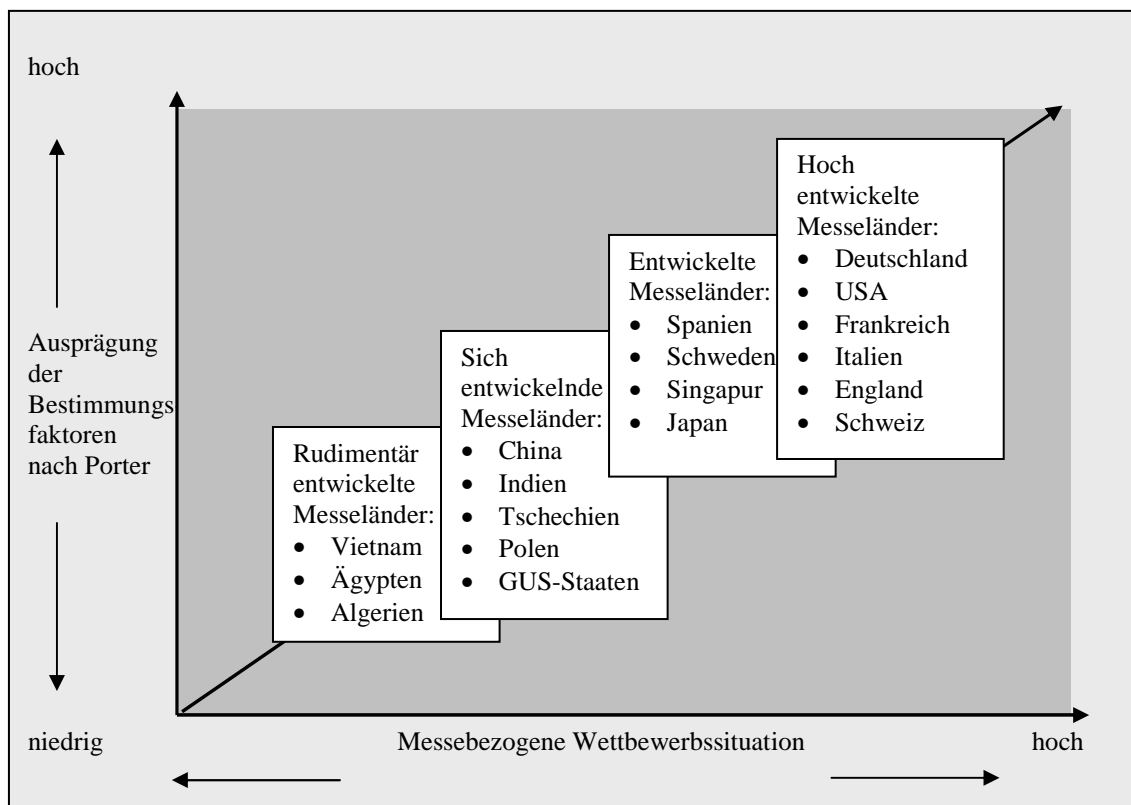 hoch
Ausprägung
der
Bestimmungs
faktoren
nach Porter
niedrig
Rudimentär
entwickelte
Messeländer:
• Vietnam
• Ägypten
• Algerien
Sich
entwickelnde
Messeländer:
• China
• Indien
• Tschechien
• Polen
• GUS-Staaten
Entwickelte
Messeländer:
• Spanien
• Schweden
• Singapur
• Japan
Hoch
entwickelte
Messeländer:
• Deutschland
• USA
• Frankreich
• Italien
• England
• Schweiz
Messebezogene Wettbewerbssituation
hoch